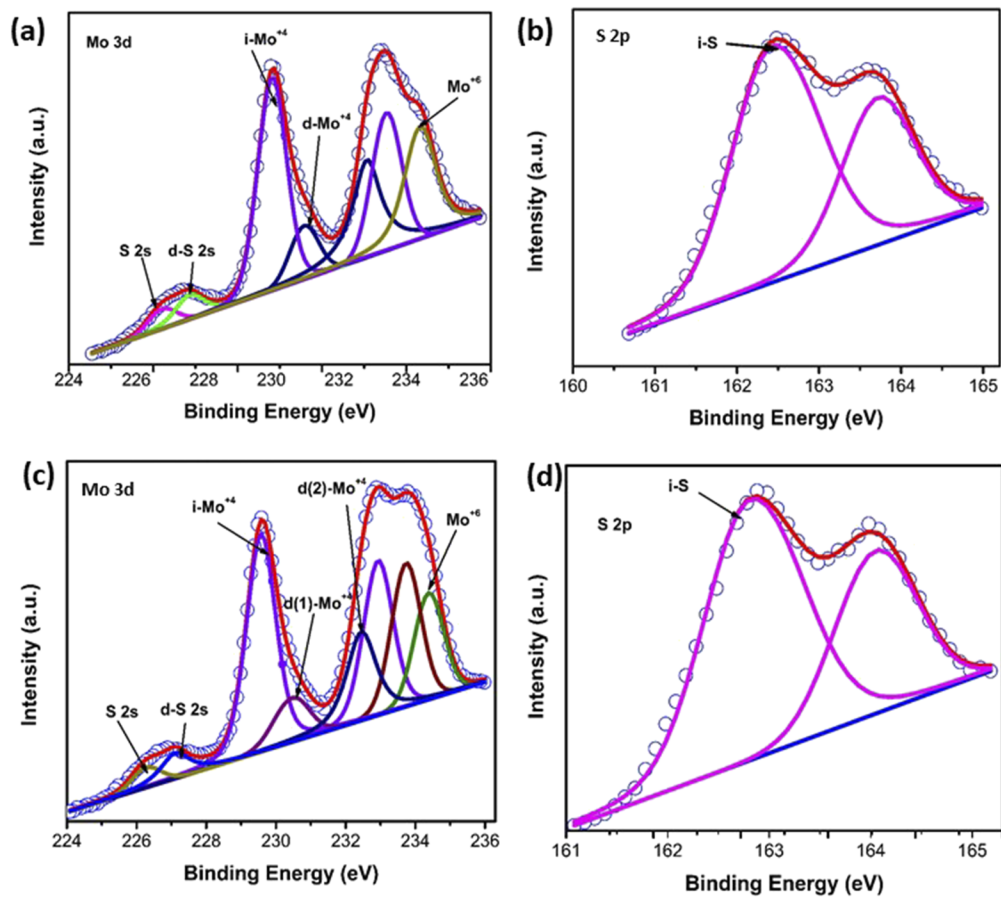 (a)
Mo 3d
i-Mo+4
d-Mo+4
Mo+6
S 2s
d-S 2s
Intensity (a.u.)
224 226 228 230 232 234 236
Binding Energy (eV)
(b)
S 2p
i-S
Intensity (a.u.)
160 161 162 163 164 165
Binding Energy (eV)
(c)
Mo 3d
i-Mo+4
d(2)-Mo+4
Mo+6
d(1)-Mo+4
S 2s
d-S 2s
Intensity (a.u.)
224 226 228 230 232 234 236
Binding Energy (eV)
(d)
S 2p
i-S
Intensity (a.u.)
161 162 163 164 165
Binding Energy (eV)